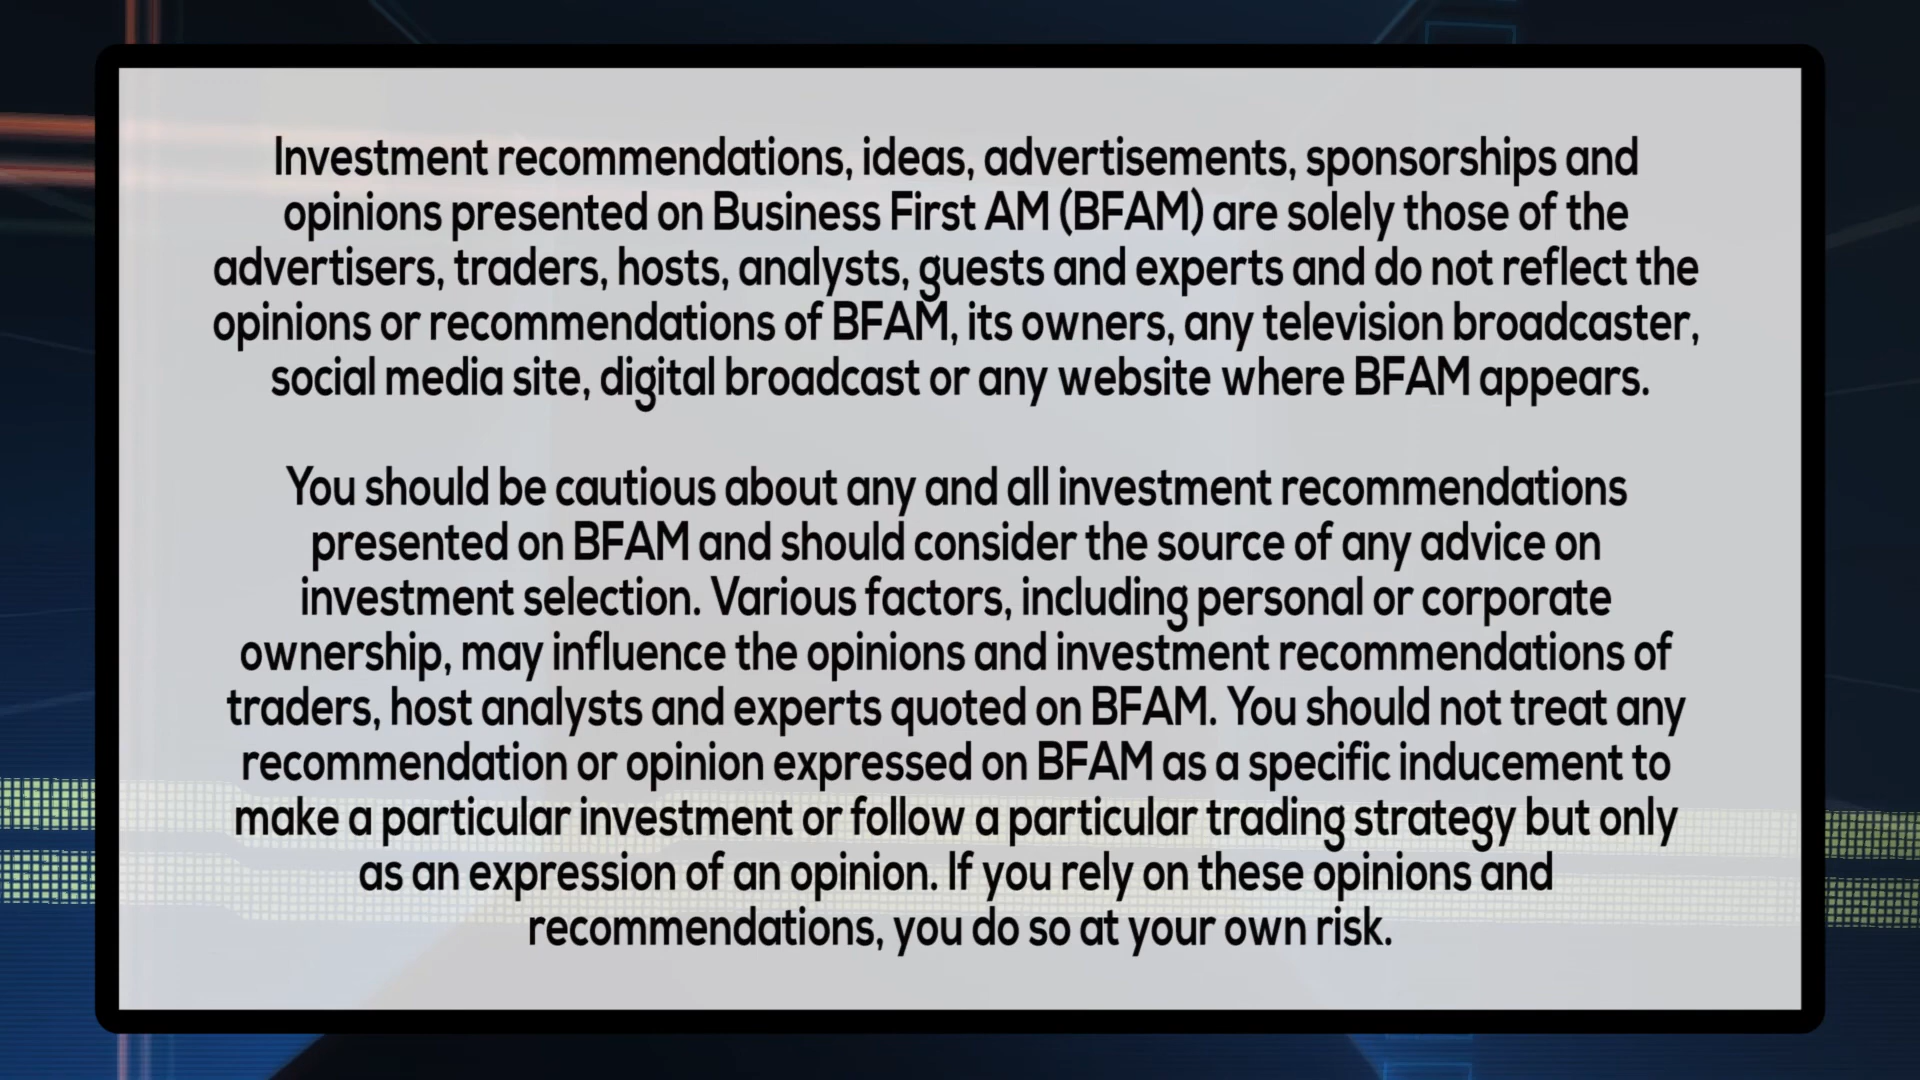 Investment recommendations, ideas, advertisements, sponsorships and
opinions presented on Business First AM (BFAM) are solely those of the
advertisers, traders, hosts, analysts, guests and experts and do not reflect the
opinions or recommendations of BFAM, its owners, any television broadcaster,
social media site, digital broadcast or any website where BFAM appears.
You should be cautious about any and all investment recommendations
presented on BFAM and should consider the source of any advice on
investment selection. Various factors, including personal or corporate
ownership, may influence the opinions and investment recommendations of
traders, host analysts and experts quoted on BFAM. You should not treat any
recommendation or opinion expressed on BFAM as a specific inducement to
make a particular investment or follow a particular trading strategy but only
as an expression of an opinion. If you rely on these opinions and
recommendations, you do so at your own risk.